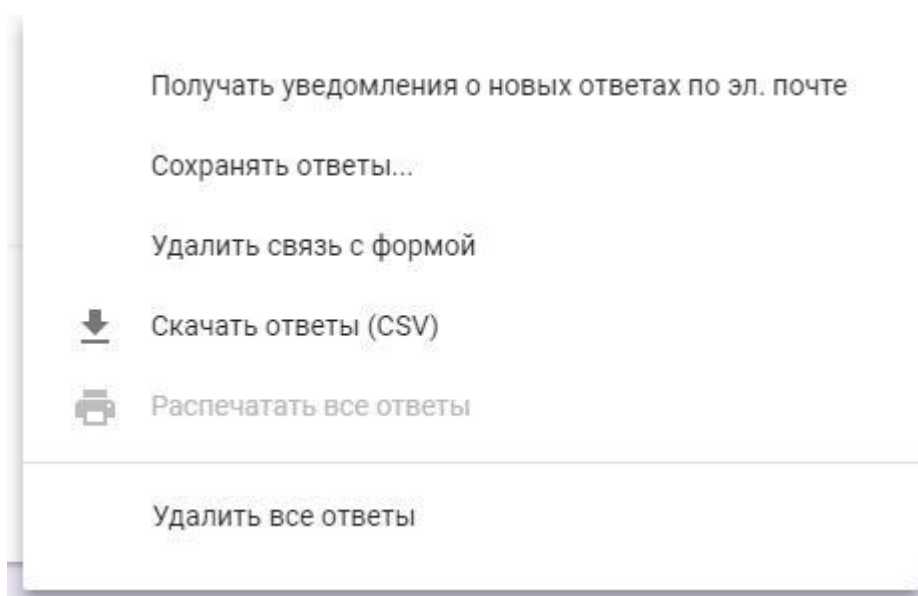 Получать уведомления о новых ответах по эл. почте
Сохранять ответы...
Удалить связь с формой
Скачать ответы (CSV)
Распечатать все ответы
Удалить все ответы